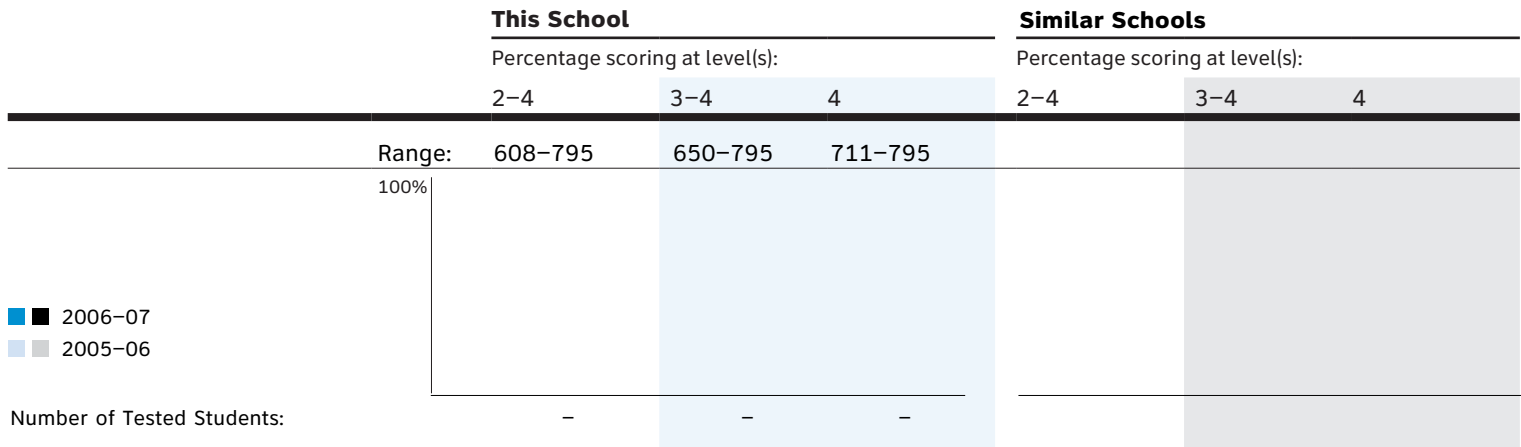 This School Similar Schools
Percentage scoring at level(s): Percentage scoring at level(s):
2–4 3–4 4 2–4 3–4 4
Range: 608–795 650–795 711–795
100%
2006–07
2005–06
Number of Tested Students: – – –